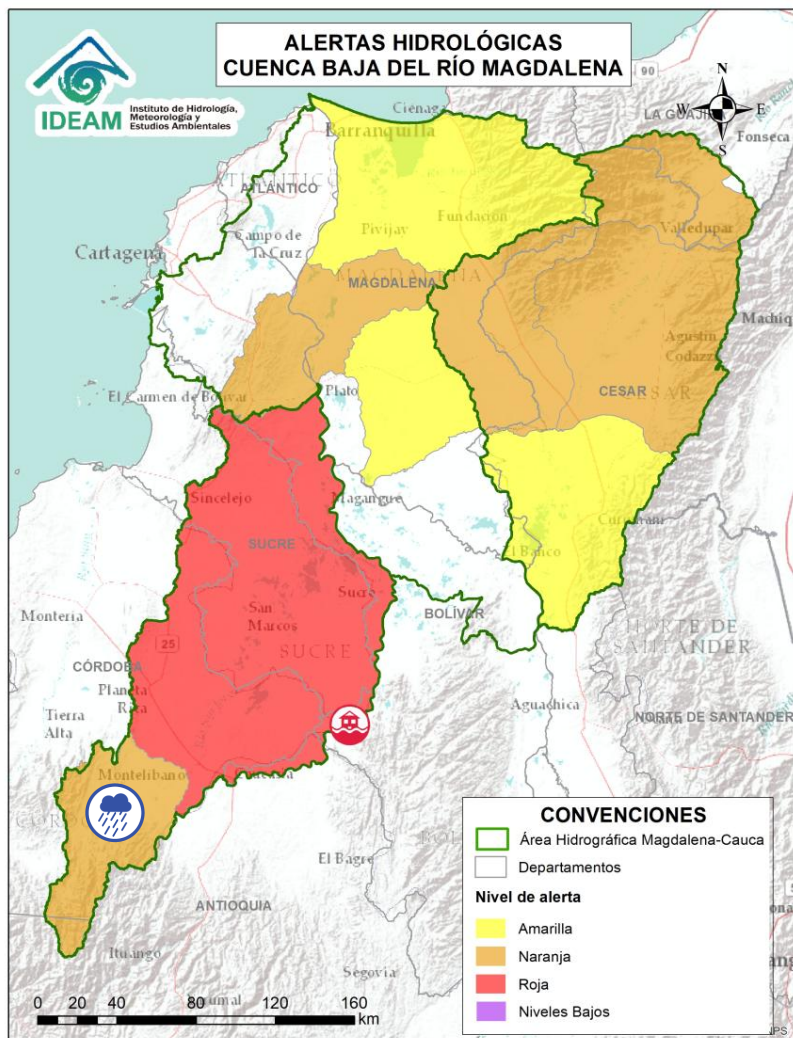 ALERTAS HIDROLÓGICAS
CUENCA BAJA DEL RÍO MAGDALENA
IDEAM
Instituto de Hidrología,
Meteorología y
Estudios Ambientales
N
W E
S
90
Ciénaga
LA GUAJIRA
Barranquilla
Fonseca
ATLÁNTICO
Pivijay
Fundación
Valledupar
Cartagena
Campo de
la Cruz
MAGDALENA
MAGDALENA
Machiq
Agustín
Codazzi
CESAR
El Carmen de Bolívar
Plato
Sincelejo
Magangue
Curumaní
SUCRE
El Banco
Sucre
San
Marcos
BOLÍVAR
Montería
SUCRE
NORTE DE
SANTANDER
25
CÓRDOBA
Planeta
Rica
Tierra
Alta
Aguachica
NORTE DE SANTANDER
Montelíbano
Caucasia
El Bagre
ANTIOQUIA
Ituango
Segovia
CONVENCIONES
Área Hidrográfica Magdalena-Cauca
Departamentos
Nivel de alerta
Amarilla
Naranja
Roja
Niveles Bajos
0 20 40 80 120 160
km